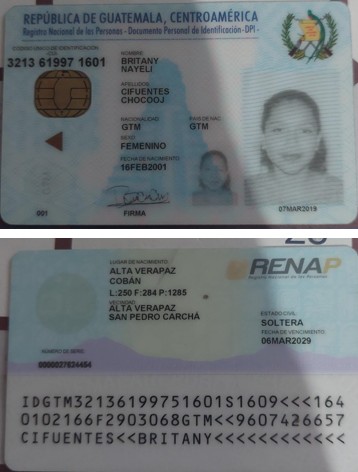 REPÚBLICA DE GUATEMALA, CENTROAMÉRICA
Registro Nacional de las Personas - Documento Personal de Identificación - DPI -
CÓDIGO ÚNICO DE IDENTIFICACIÓN
CUI
3213 61997 1601
NOMBRE
BRITANY
NAYELI
APELLIDOS
CIFUENTES
CHOCOOJ
NACIONALIDAD PAÍS DE NAC.
GTM GTM
SEXO
FEMENINO
FECHA DE NACIMIENTO
16FEB2001
001 FIRMA 07MAR2019
LUGAR DE NACIMIENTO:
ALTA VERAPAZ
COBÁN
L:250 F:284 P:1285
VECINDAD
ALTA VERAPAZ
SAN PEDRO CARCHÁ
RENAP
Registro Nacional de las Personas
ESTADO CIVIL
SOLTERA
FECHA DE VENCIMIENTO
06MAR2029
NÚMERO DE SERIE:
IDGTM32136199751601S1609<<<164
0102166F2903068GTM<<9607426657
CIFUENTES<<BRITANY<<<<<<<<<<<<